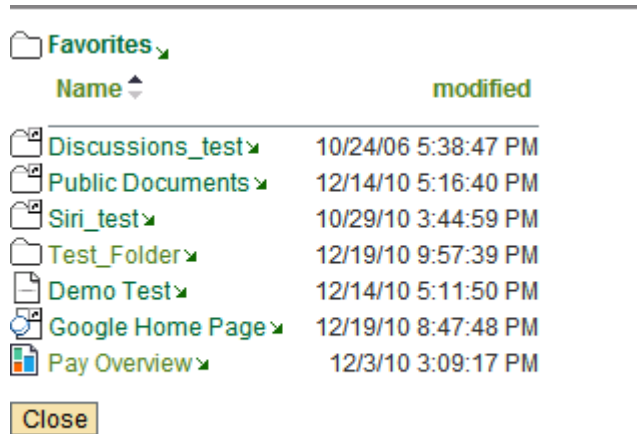 Favorites
Name modified
Discussions_test 10/24/06 5:38:47 PM
Public Documents 12/14/10 5:16:40 PM
Siri_test 10/29/10 3:44:59 PM
Test_Folder 12/19/10 9:57:39 PM
Demo Test 12/14/10 5:11:50 PM
Google Home Page 12/19/10 8:47:48 PM
Pay Overview 12/3/10 3:09:17 PM
Close